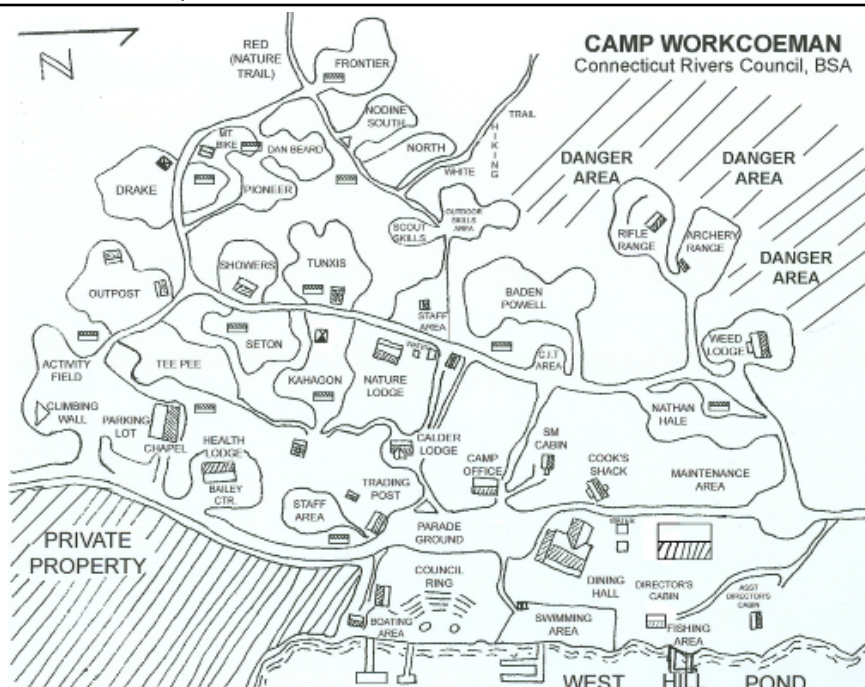 CAMP WORKCOEMAN
Connecticut Rivers Council, BSA
N
RED
(NATURE
TRAIL)
FRONTIER
NODINE
SOUTH
NORTH
TRAIL
HIKING
WHITE
MT
BIKE
DAN BEARD
PIONEER
DRAKE
DANGER
AREA
DANGER
AREA
DANGER
AREA
RIFLE
RANGE
ARCHERY
RANGE
SCOUT
SKILLS
OUTDOOR
SKILLS
AREA
SHOWERS
TUNXIS
OUTPOST
BADEN
POWELL
STAFF
AREA
WEED
LODGE
SETON
TEE PEE
ACTIVITY
FIELD
KAHAGON
NATURE
LODGE
WATER
C.I.T
AREA
NATHAN
HALE
CLIMBING
WALL
PARKING
LOT
CHAPEL
HEALTH
LODGE
BAILEY
CTR.
CALDER
LODGE
CAMP
OFFICE
SM
CABIN
COOK'S
SHACK
MAINTENANCE
AREA
TRADING
POST
STAFF
AREA
PARADE
GROUND
WATER
PRIVATE
PROPERTY
COUNCIL
RING
DINING
HALL
DIRECTOR'S
CABIN
ASST
DIRECTOR'S
CABIN
BOATING
AREA
SWIMMING
AREA
FISHING
AREA
WEST HILL POND